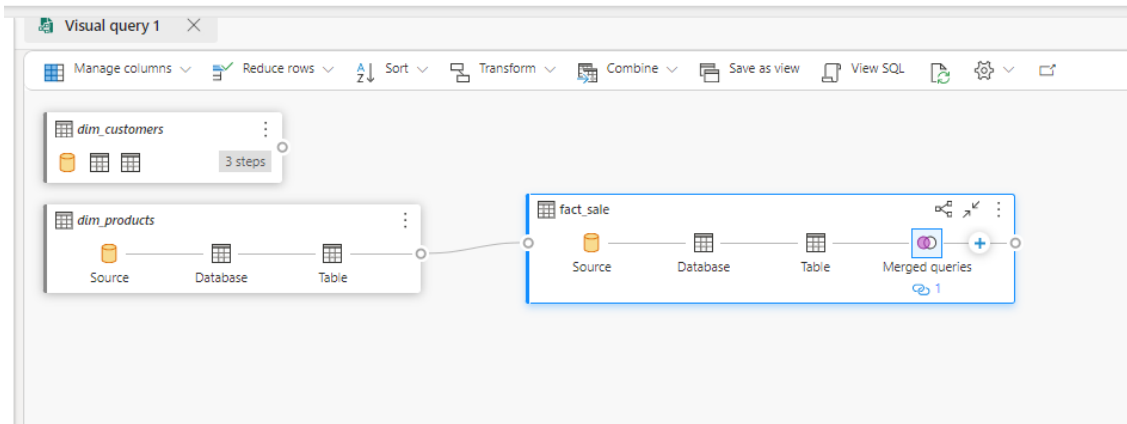 Visual query 1
Manage columns Reduce rows Sort Transform Combine Save as view View SQL
dim_customers
3 steps
dim_products
Source Database Table
fact_sale
Source Database Table Merged queries
1